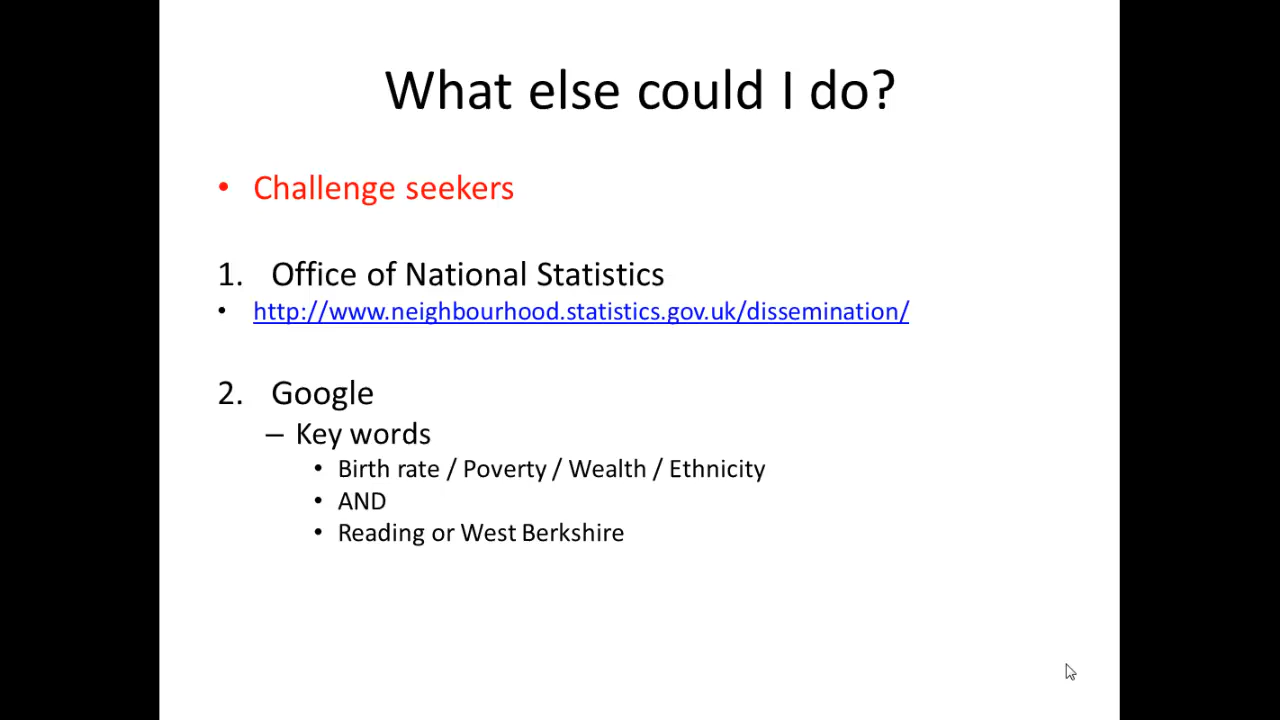 What else could I do?
• Challenge seekers
1. Office of National Statistics
• http://www.neighbourhood.statistics.gov.uk/dissemination/
2. Google
– Key words
• Birth rate / Poverty / Wealth / Ethnicity
• AND
• Reading or West Berkshire